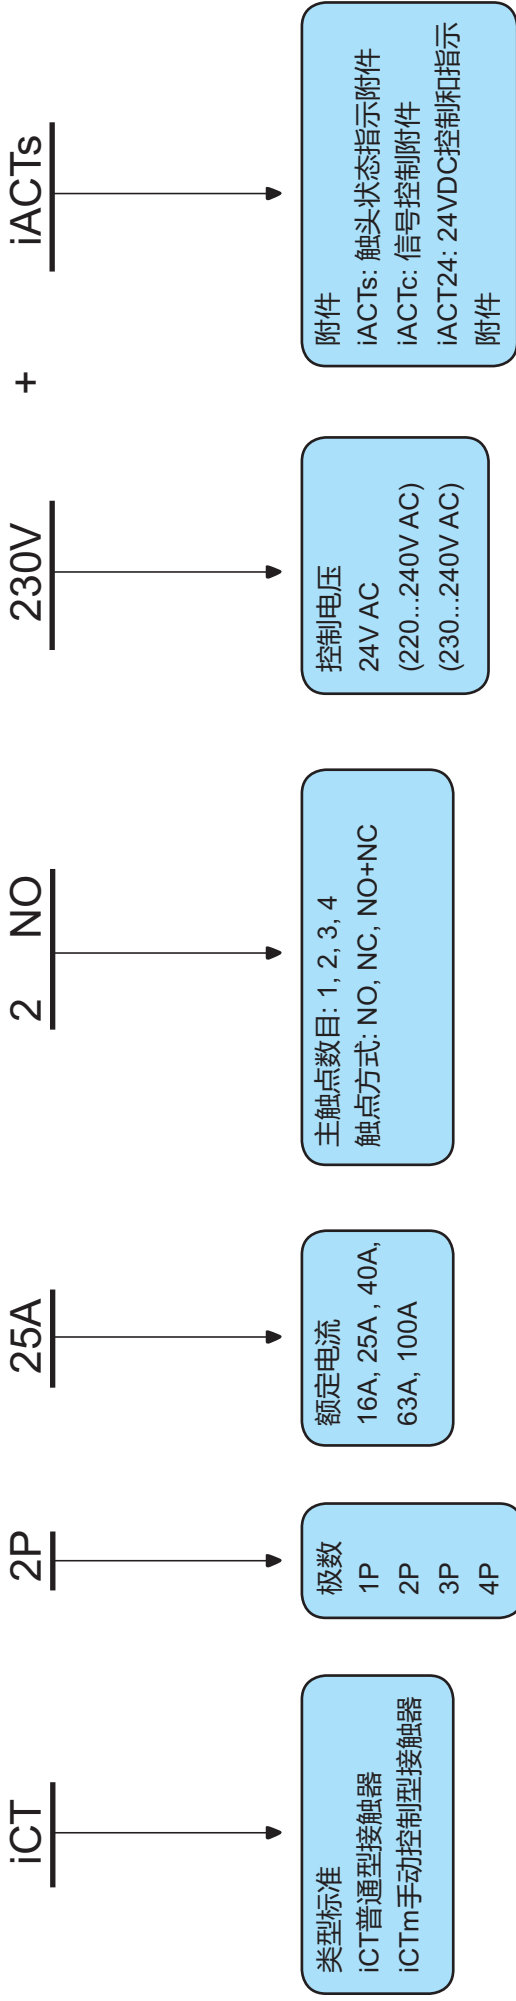 iCT 2P 25A 2 NO 230V + iACTs
类型标准
iCT普通型接触器
iCTm手动控制型接触器
极数
1P
2P
3P
4P
额定电流
16A, 25A , 40A,
63A, 100A
主触点数目: 1, 2, 3, 4
触点方式: NO, NC, NO+NC
控制电压
24V AC
(220...240V AC)
(230...240V AC)
附件
iACTs: 触头状态指示附件
iACTc: 信号控制附件
iACT24: 24VDC控制和指示
附件